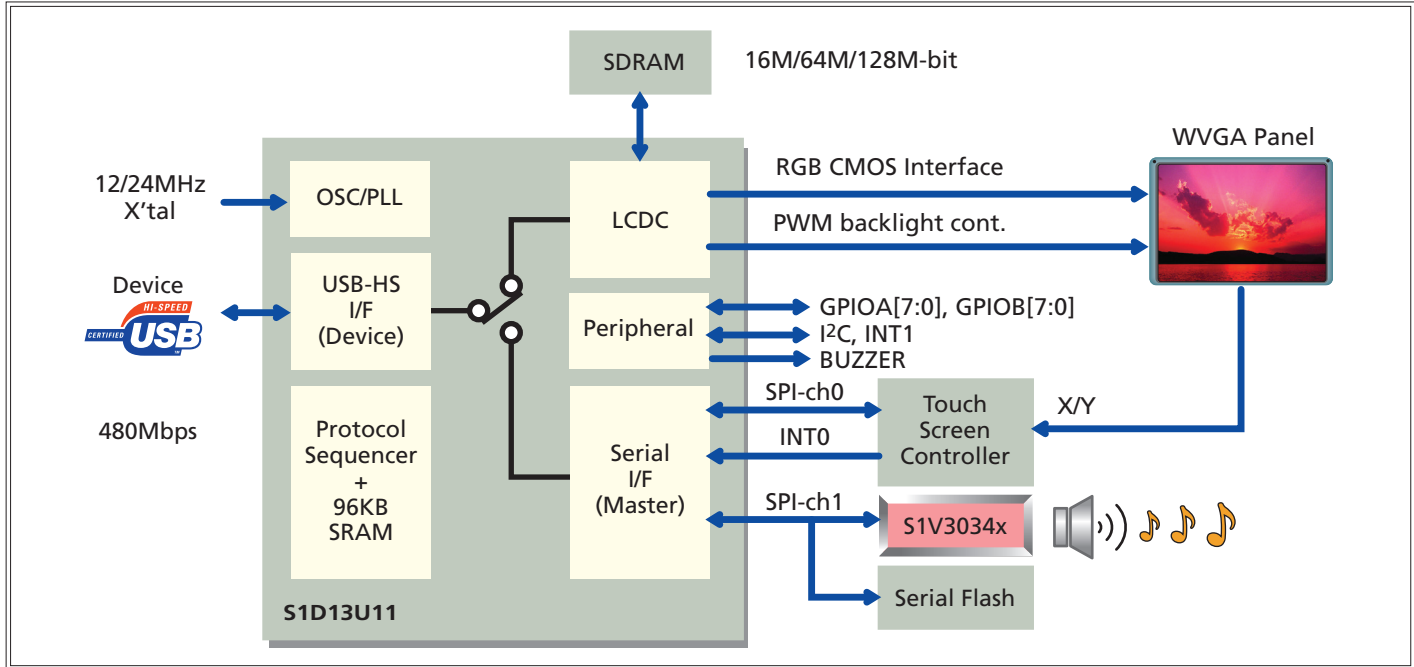 SDRAM
16M/64M/128M-bit
WVGA Panel
12/24MHz
X'tal
OSC/PLL
LCDC
RGB CMOS Interface
PWM backlight cont.
Device
HI-SPEED
CERTIFIED
USB
USB-HS
I/F
(Device)
Peripheral
GPIOA[7:0], GPIOB[7:0]
I²C, INT1
BUZZER
480Mbps
Protocol
Sequencer
+
96KB
SRAM
Serial
I/F
(Master)
SPI-ch0
INT0
SPI-ch1
Touch
Screen
Controller
X/Y
S1V3034x
Serial Flash
S1D13U11